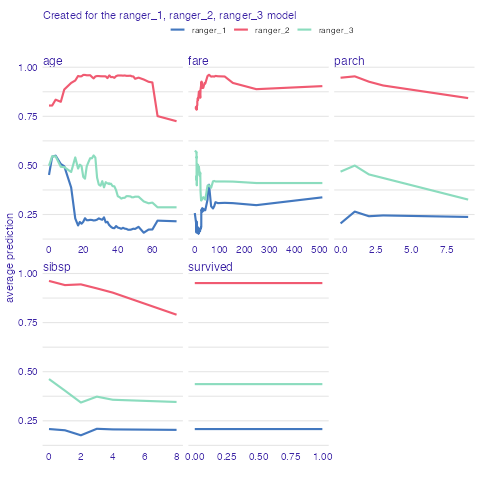 Created for the ranger_1, ranger_2, ranger_3 model
ranger_1 ranger_2 ranger_3
age fare parch
1.00
0.75
0.50
0.25
0 20 40 60 0 100 200 300 400 500 0.0 2.5 5.0 7.5
sibsp survived
1.00
0.75
0.50
0.25
0 2 4 6 8 0.00 0.25 0.50 0.75 1.00
average prediction